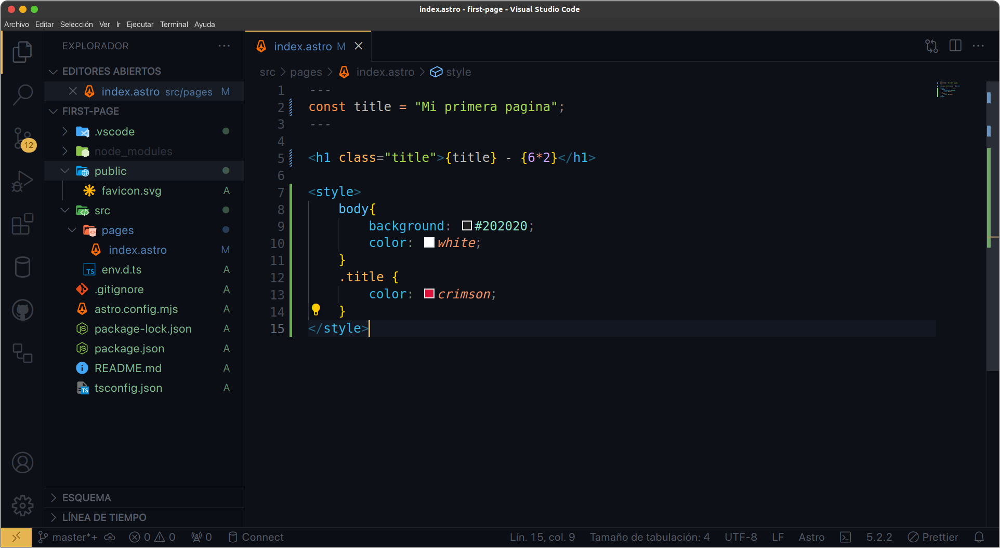 index.astro - first-page - Visual Studio Code
Archivo Editar Selección Ver Ir Ejecutar Terminal Ayuda
EXPLORADOR
EDITORES ABIERTOS
index.astro src/pages M
FIRST-PAGE
.vscode
node_modules
public
favicon.svg A
src
pages
index.astro M
TS env.d.ts A
.gitignore A
astro.config.mjs A
JS package-lock.json A
JS package.json A
README.md A
TS tsconfig.json A
ESQUEMA
LÍNEA DE TIEMPO
12
index.astro M
src > pages > index.astro > style
1 ---
2 const title = "Mi primera pagina";
3 ---
4
5 <h1 class="title">{title} - {6*2}</h1>
6
7 <style>
8 body{
9 background: #202020;
10 color: white;
11 }
12 .title {
13 color: crimson;
14 }
15 </style>
master*+ 0 0 0 Connect Lín. 15, col. 9 Tamaño de tabulación: 4 UTF-8 LF Astro 5.2.2 Prettier